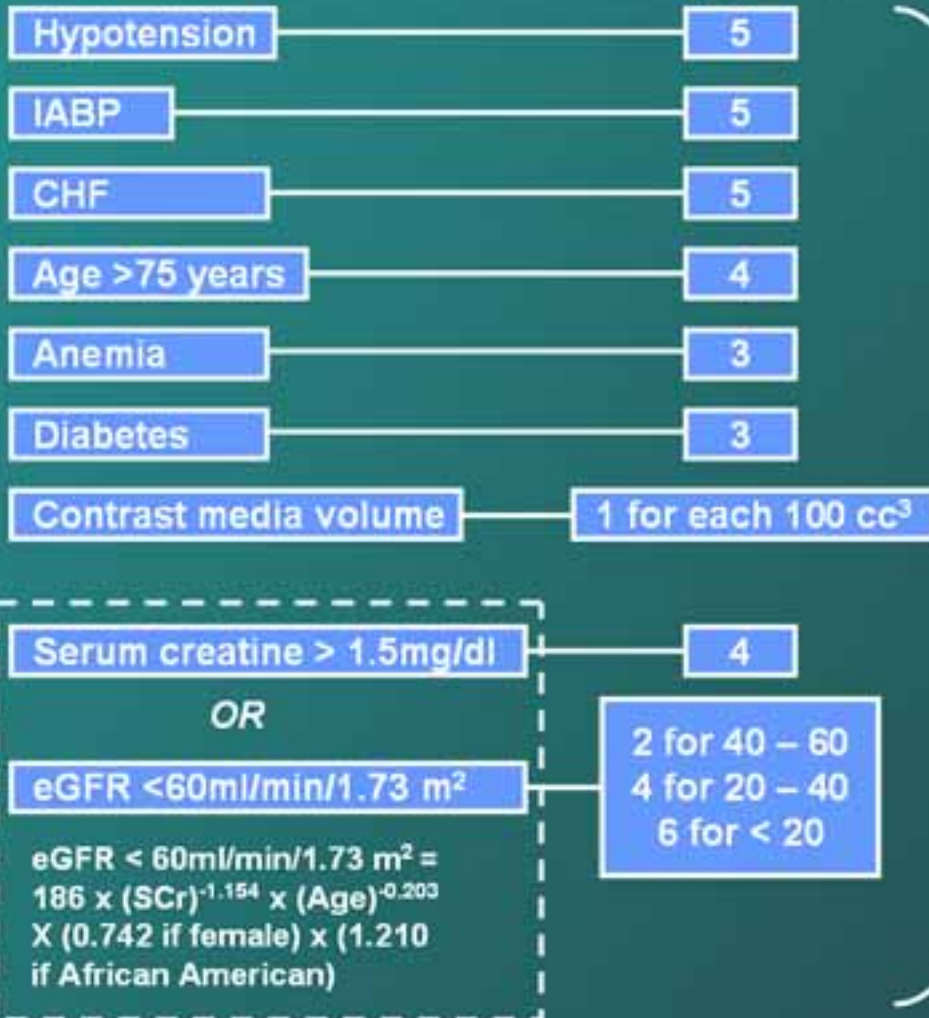 Hypotension 5
IABP 5
CHF 5
Age >75 years 4
Anemia 3
Diabetes 3
Contrast media volume 1 for each 100 cc³
Serum creatine > 1.5mg/dl 4
OR
eGFR <60ml/min/1.73 m²
2 for 40 – 60
4 for 20 – 40
6 for < 20
eGFR < 60ml/min/1.73 m² =
186 x (SCr)-1.154 x (Age)-0.203
X (0.742 if female) x (1.210
if African American)